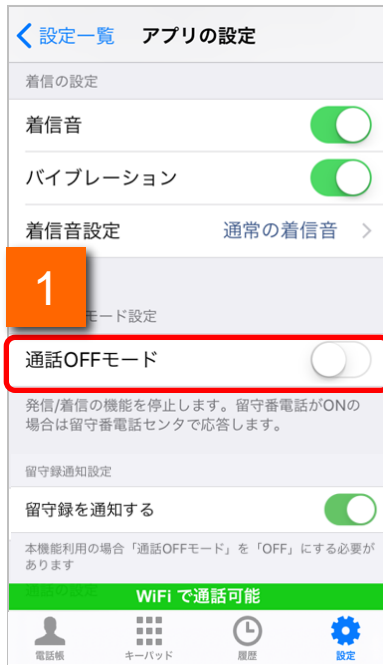 設定一覧 アプリの設定
着信の設定
着信音
バイブレーション
着信音設定 通常の着信音
1
モード設定
通話OFFモード
発信/着信の機能を停止します。留守番電話がONの
場合は留守番電話センタで応答します。
留守録通知設定
留守録を通知する
本機能利用の場合「通話OFFモード」を「OFF」にする必要が
あります
通話の設定
WiFi で通話可能
電話帳 キーパッド 履歴 設定